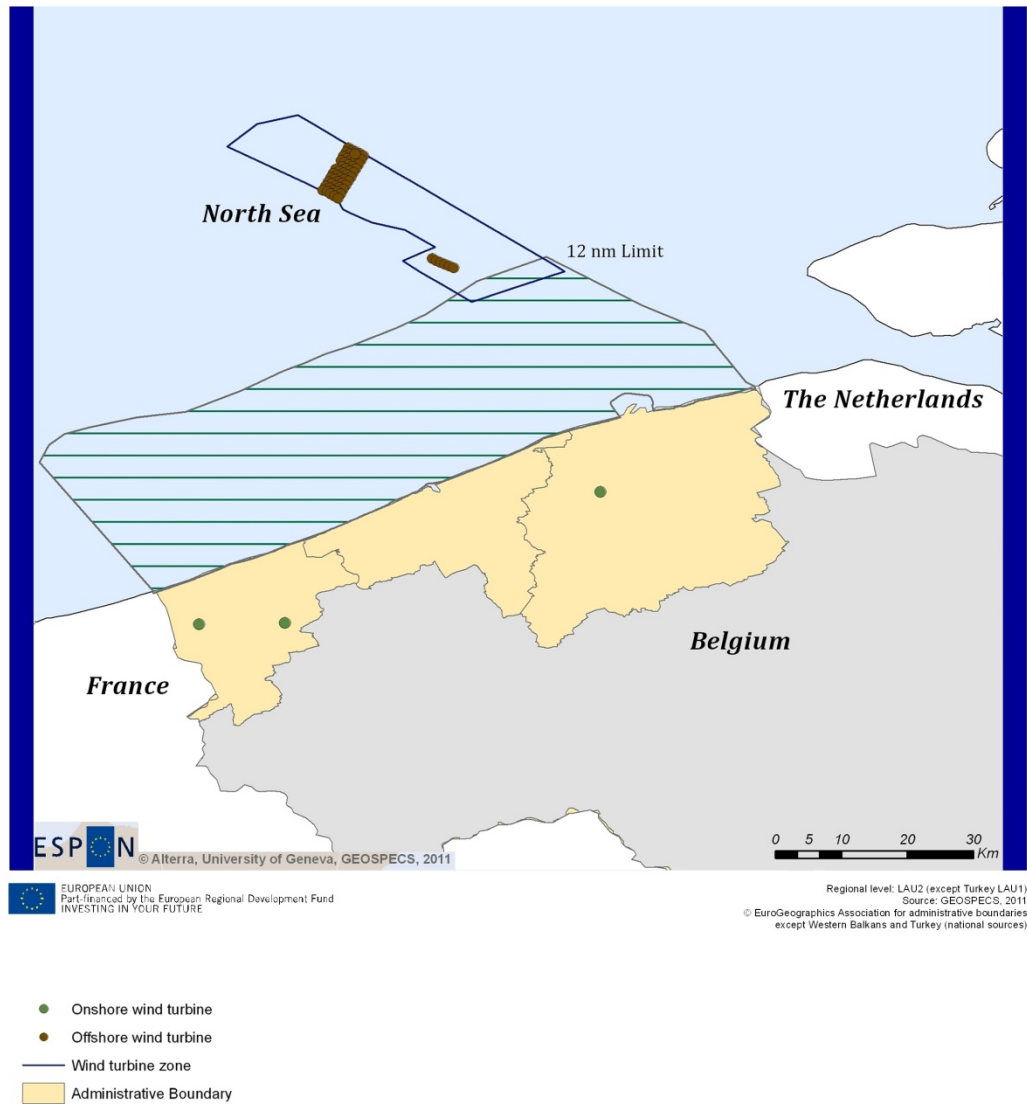 North Sea
12 nm Limit
The Netherlands
Belgium
France
ESPON
© Alterra, University of Geneva, GEOSPECS, 2011
0 5 10 20 30
Km
EUROPEAN UNION
Part-financed by the European Regional Development Fund
INVESTING IN YOUR FUTURE
Regional level: LAU2 (except Turkey LAU1)
Source: GEOSPECS, 2011
© EuroGeographics Association for administrative boundaries
except Western Balkans and Turkey (national sources)
Onshore wind turbine
Offshore wind turbine
Wind turbine zone
Administrative Boundary